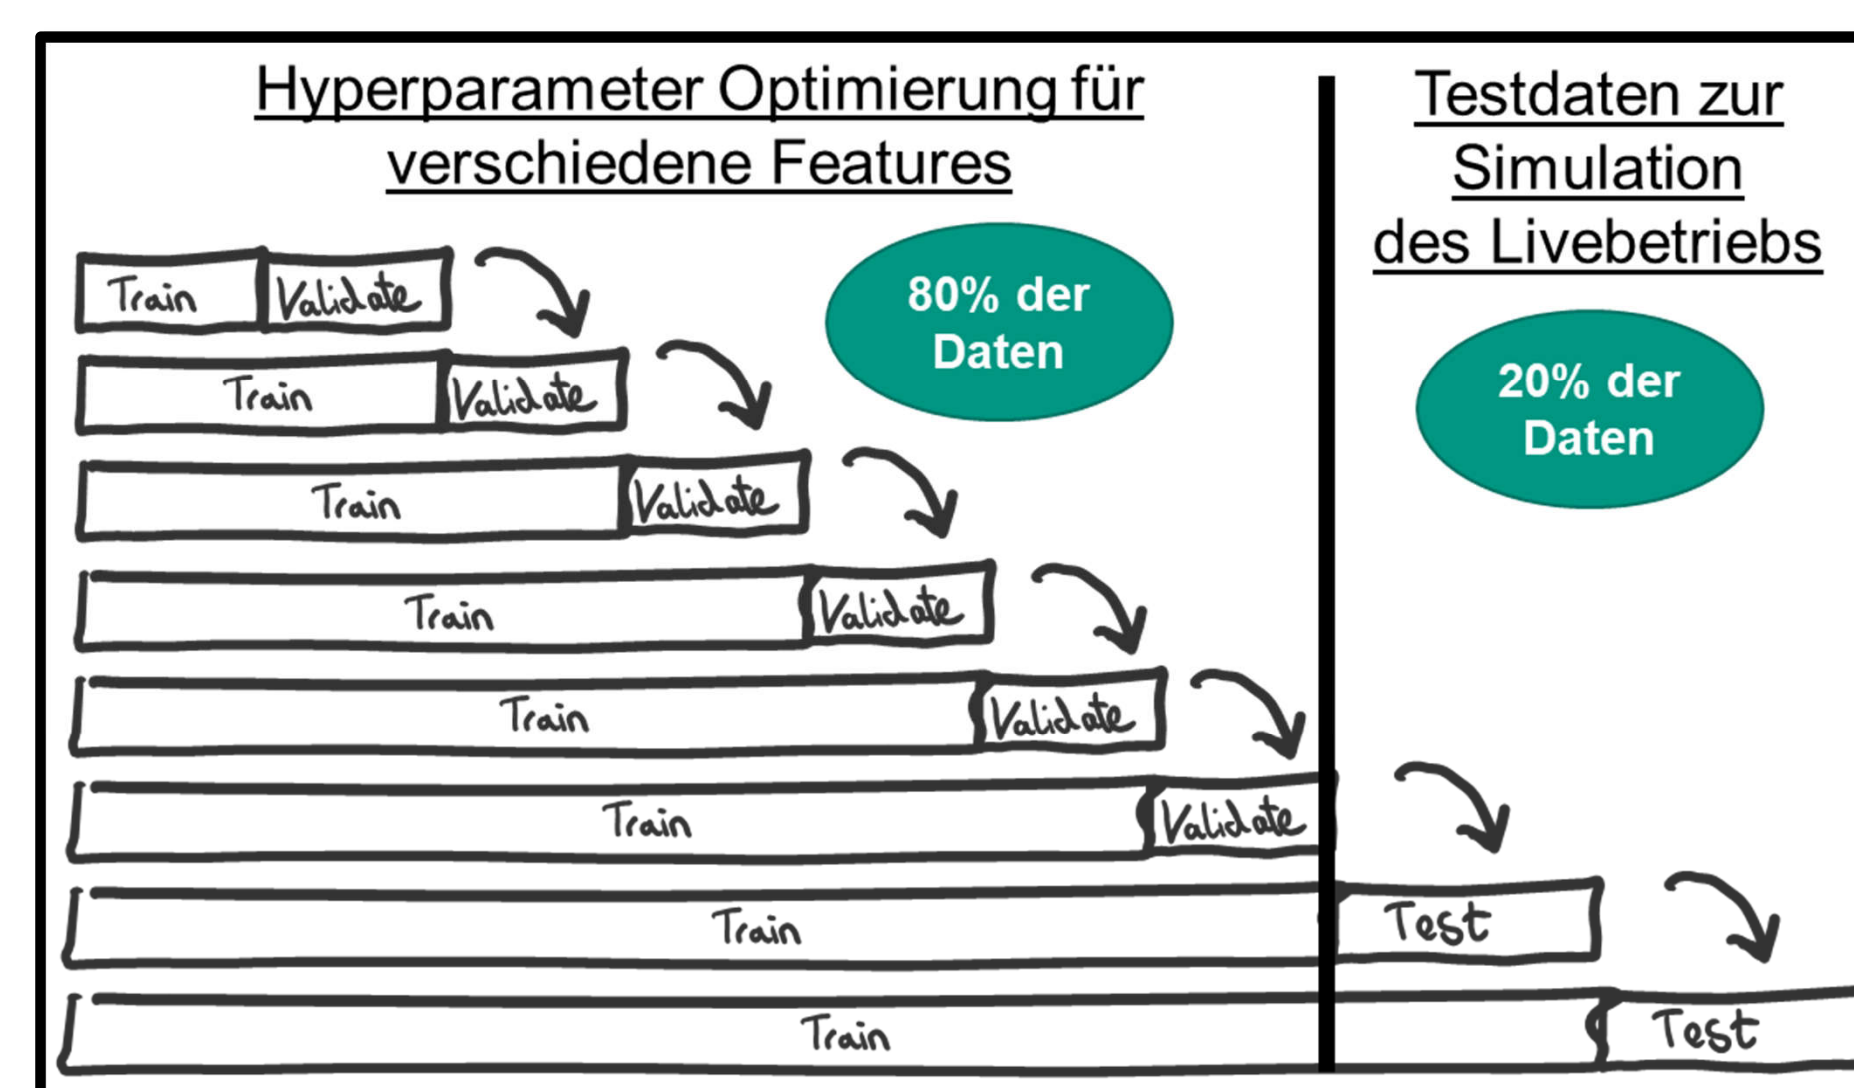 Hyperparameter Optimierung für
verschiedene Features
Testdaten zur
Simulation
des Livebetriebs
80% der
Daten
20% der
Daten
Train Validate
Train Validate
Train Validate
Train Validate
Train Validate
Train Validate
Train Test
Train Test